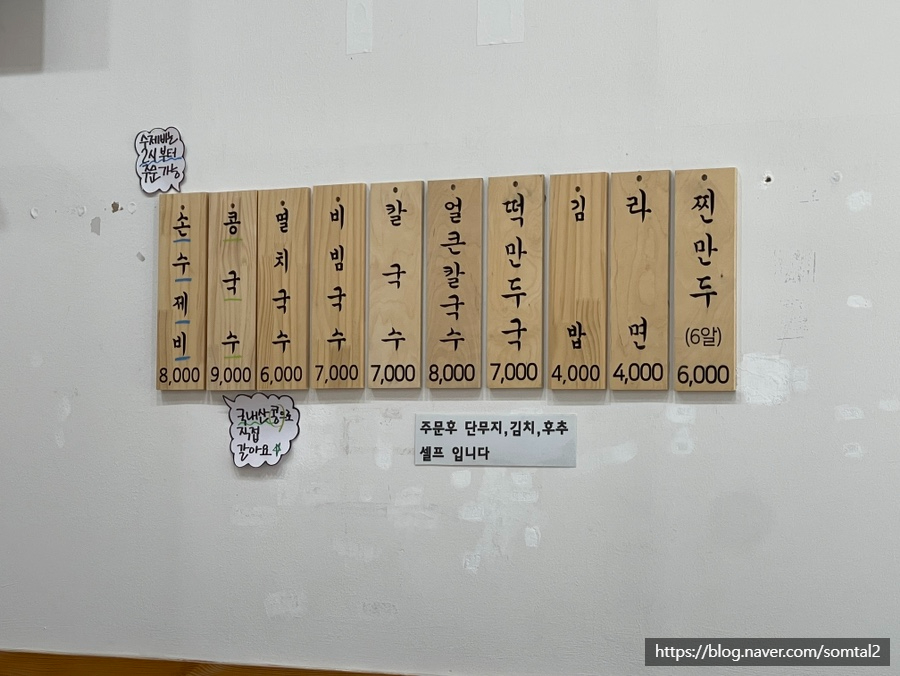 수제비는
2시 부터
주문 가능
손수제비
8,000
콩국수
9,000
멸치국수
6,000
비빔국수
7,000
칼국수
7,000
얼큰칼국수
8,000
떡만두국
7,000
김밥
4,000
라면
4,000
찐만두
(6알)
6,000
국내산 콩으로
직접
갈아요
주문후 단무지,김치,후추
셀프 입니다
https://blog.naver.com/somtal2